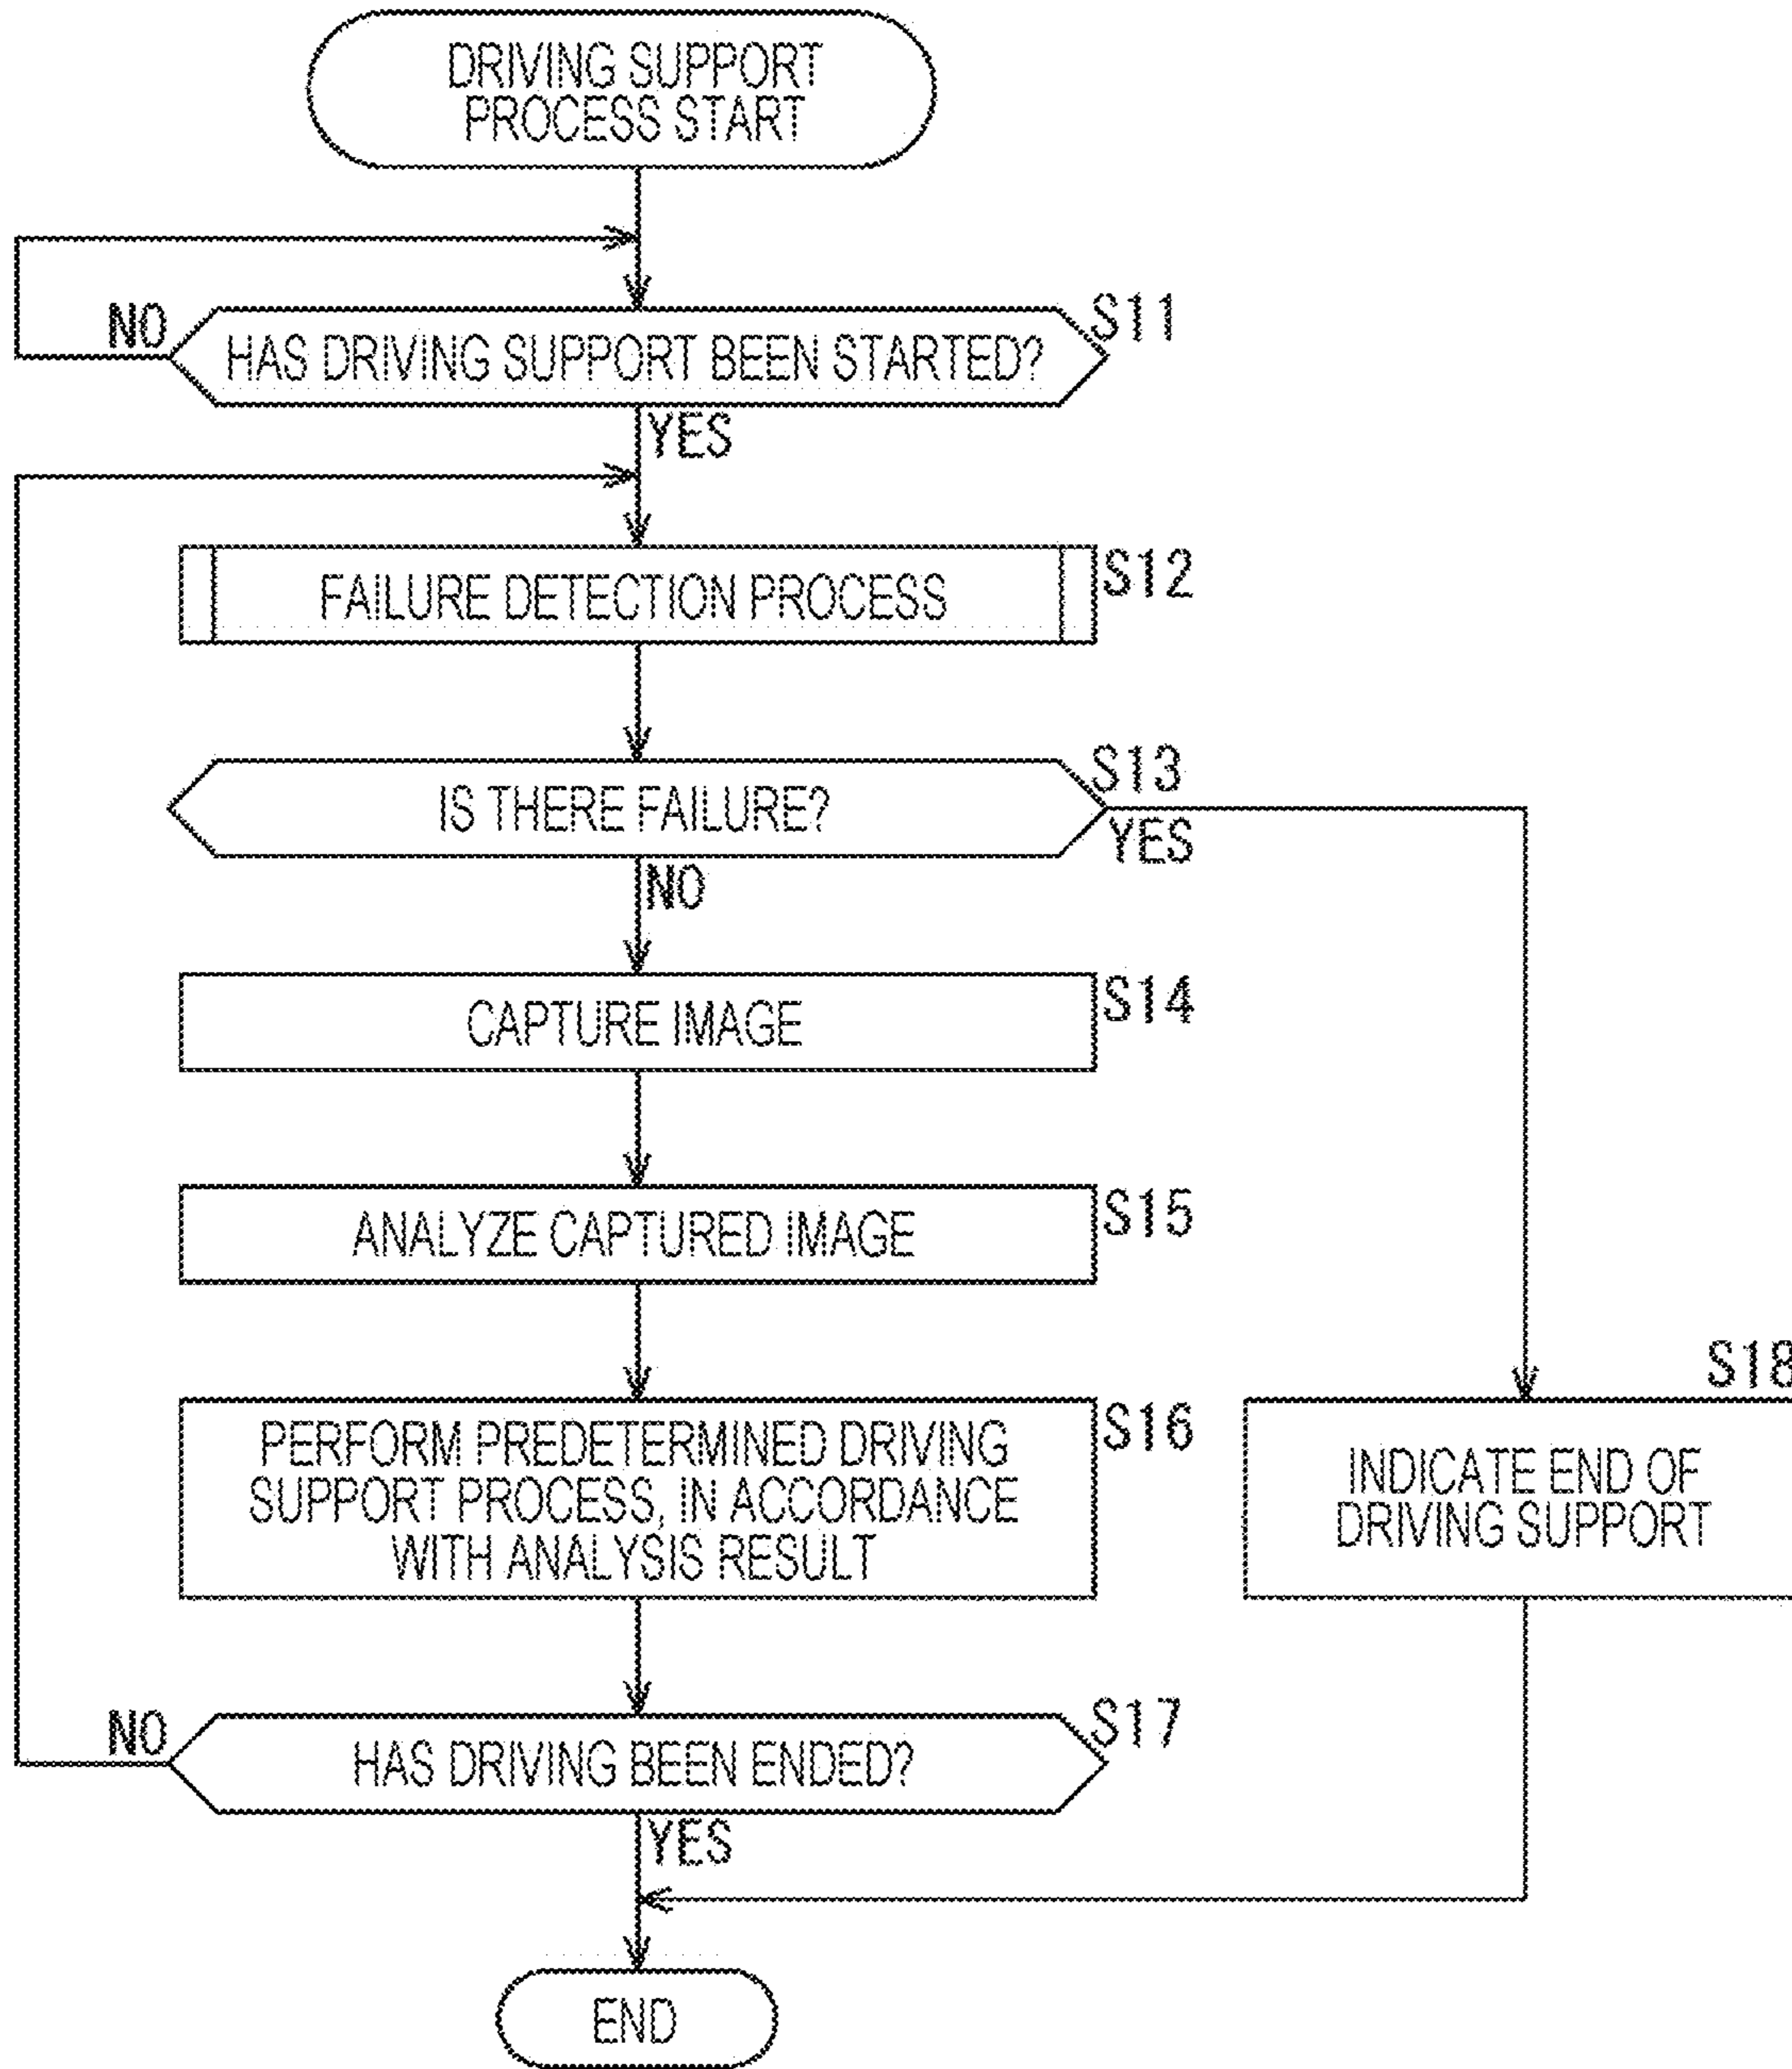 DRIVING SUPPORT
PROCESS START
NO
HAS DRIVING SUPPORT BEEN STARTED?
S11
YES
FAILURE DETECTION PROCESS
S12
IS THERE FAILURE?
S13
YES
NO
CAPTURE IMAGE
S14
ANALYZE CAPTURED IMAGE
S15
PERFORM PREDETERMINED DRIVING
SUPPORT PROCESS, IN ACCORDANCE
WITH ANALYSIS RESULT
S16
S18
INDICATE END OF
DRIVING SUPPORT
NO
HAS DRIVING BEEN ENDED?
S17
YES
END